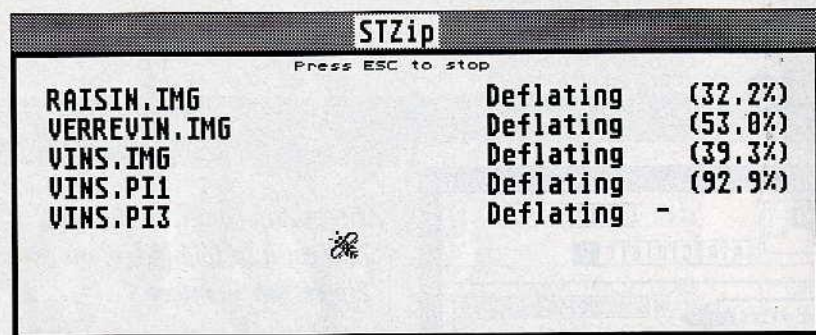 STZip
Press ESC to stop
RAISIN.IMG Deflating (32.2%)
VERREVIN.IMG Deflating (53.0%)
VINS.IMG Deflating (39.3%)
VINS.PI1 Deflating (92.9%)
VINS.PI3 Deflating -